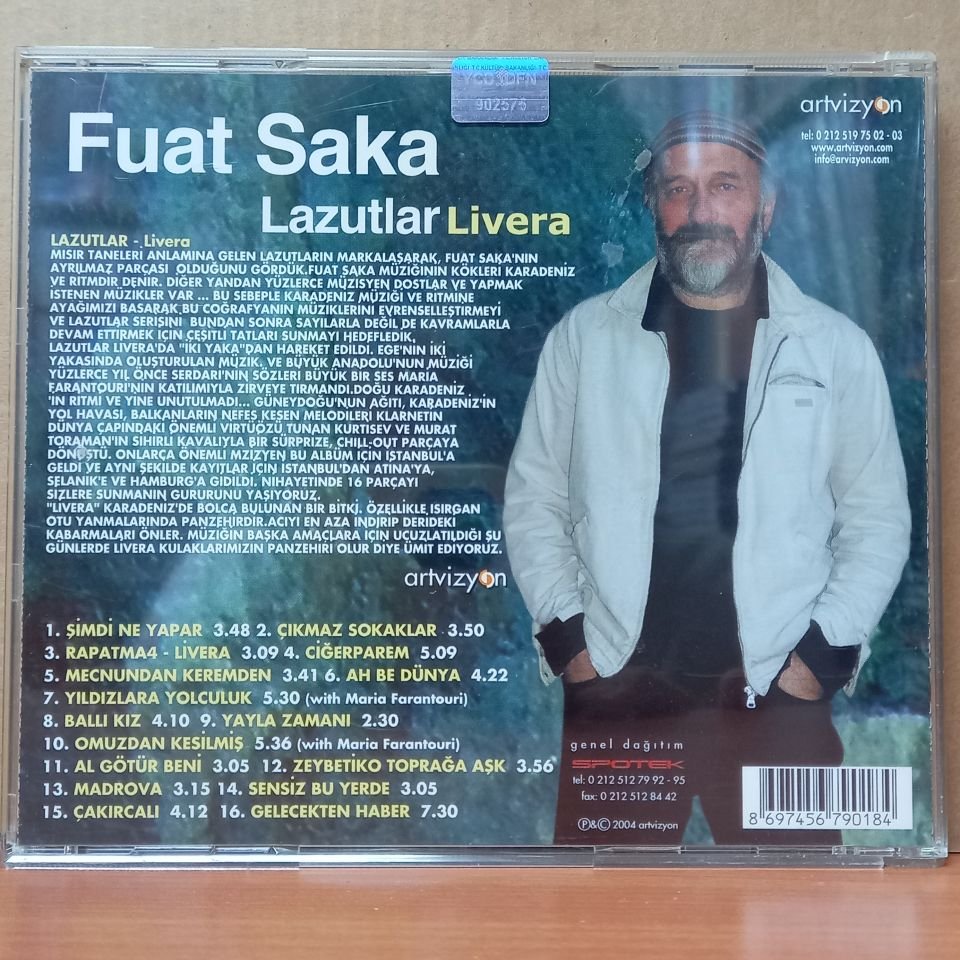 LIĞI T.C. KÜLTÜR BAKANLIĞI T.C
902575
artvizyon
tel: 0 212 519 75 02 - 03
www.artvizyon.com
info@arvizyon.com
Fuat Saka
Lazutlar Livera
LAZUTLAR - Livera
MISIR TANELERİ ANLAMINA GELEN LAZUTLARIN MARKALAŞARAK, FUAT SAKA'NIN
AYRILMAZ PARÇASI OLDUĞUNU GÖRDÜK.FUAT SAKA MÜZİĞİNİN KÖKLERİ KARADENİZ
VE RİTMDİR DENİR. DİĞER YANDAN YÜZLERCE MÜZİSYEN DOSTLAR VE YAPMAK
İSTENEN MÜZİKLER VAR ... BU SEBEPLE KARADENİZ MÜZİĞİ VE RİTMİNE
AYAĞIMIZI BASARAK BU COĞRAFYANIN MÜZİKLERİNİ EVRENSELLEŞTİRMEYİ
VE LAZUTLAR SERİSİNİ BUNDAN SONRA SAYILARLA DEĞİL DE KAVRAMLARLA
DEVAM ETTİRMEK İÇİN ÇEŞİTLİ TATLARI SUNMAYI HEDEFLEDİK.
LAZUTLAR LİVERA'DA "İKİ YAKA"DAN HAREKET EDİLDİ. EGE'NİN İKİ
YAKASINDA OLUŞTURULAN MÜZİK, VE BÜYÜK ANADOLU'NUN MÜZİĞİ
YÜZLERCE YIL ÖNCE SERDARİ'NİN SÖZLERİ BÜYÜK BİR SES MARIA
FARANTOURI'NIN KATILIMIYLA ZİRVEYE TIRMANDI.DOĞU KARADENİZ
'İN RİTMİ VE YİNE UNUTULMADI... GÜNEYDOĞU'NUN AĞITI, KARADENİZ'İN
YOL HAVASI, BALKANLARIN NEFES KESEN MELODİLERİ KLARNETİN
DÜNYA ÇAPINDAKİ ÖNEMLİ VİRTÜÖZÜ TUNAN KURTISEV VE MURAT
TORAMAN'IN SİHİRLİ KAVALIYLA BİR SÜRPRİZE, CHILL-OUT PARÇAYA
DÖNÜŞTÜ. ONLARÇA ÖNEMLİ MZİZYEN BU ALBÜM İÇİN İSTANBUL'A
GELDİ VE AYNI ŞEKİLDE KAYITLAR İÇİN İSTANBUL'DAN ATİNA'YA,
SELANİK'E VE HAMBURG'A GİDİLDİ. NİHAYETİNDE 16 PARÇAYI
SİZLERE SUNMANIN GURURUNU YAŞIYORUZ.
"LİVERA" KARADENİZ'DE BOLCA BULUNAN BİR BİTKİ. ÖZELLİKLE ISIRGAN
OTU YANMALARINDA PANZEHİRDİR.ACIYI EN AZA İNDİRİP DERİDEKİ
KABARMALARI ÖNLER. MÜZİĞİN BAŞKA AMAÇLARA İÇİN UCUZLATILDIĞI ŞU
GÜNLERDE LİVERA KULAKLARIMIZIN PANZEHİRİ OLUR DİYE ÜMİT EDİYORUZ.
artvizyon
1. ŞİMDİ NE YAPAR 3.48 2. ÇIKMAZ SOKAKLAR 3.50
3. RAPATMA4 - LİVERA 3.09 4. CİĞERPAREM 5.09
5. MECNUNDAN KEREMDEN 3.41 6. AH BE DÜNYA 4.22
7. YILDIZLARA YOLCULUK 5.30 (with Maria Farantouri)
8. BALLI KIZ 4.10 9. YAYLA ZAMANI 2.30
10. OMUZDAN KESİLMİŞ 5.36 (with Maria Farantouri)
11. AL GÖTÜR BENİ 3.05 12. ZEYBETİKO TOPRAĞA AŞK 3.56
13. MADROVA 3.15 14. SENSİZ BU YERDE 3.05
15. ÇAKIRCALI 4.12 16. GELECEKTEN HABER 7.30
genel dağıtım
SPOTEK
tel: 0 212 512 79 92 - 95
fax: 0 212 512 84 42
Ⓟ&© 2004 artvizyon
8 697456 790184